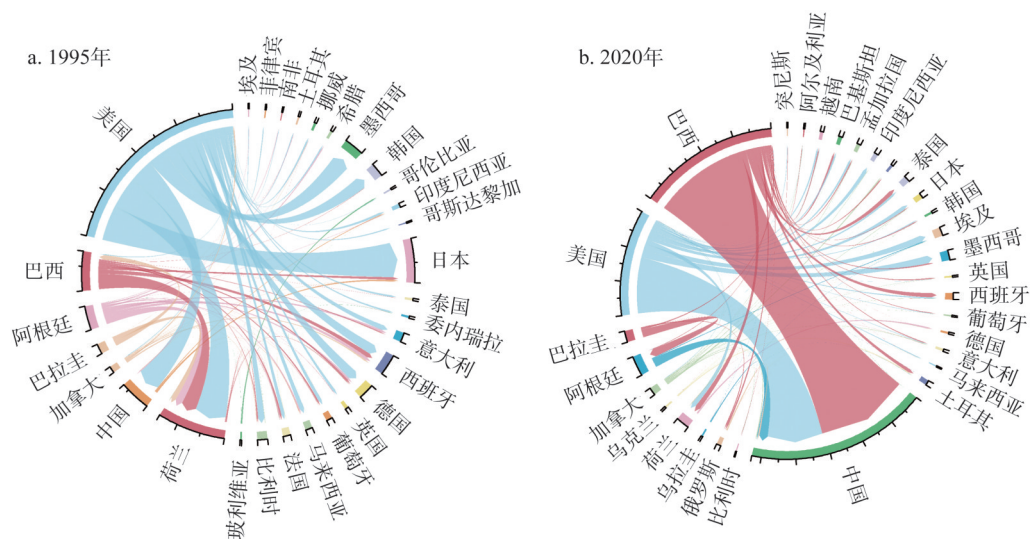 a. 1995年
美国
埃及
菲律宾
南非
土耳其
挪威
希腊
墨西哥
韩国
哥伦比亚
印度尼西亚
哥斯达黎加
日本
泰国
委内瑞拉
意大利
西班牙
德国
英国
葡萄牙
马来西亚
法国
比利时
玻利维亚
荷兰
中国
加拿大
巴拉圭
阿根廷
巴西
b. 2020年
巴西
突尼斯
阿尔及利亚
越南
巴基斯坦
孟加拉国
印度尼西亚
泰国
日本
韩国
埃及
墨西哥
英国
西班牙
葡萄牙
德国
意大利
马来西亚
土耳其
中国
比利时
俄罗斯
乌拉圭
荷兰
乌克兰
加拿大
阿根廷
巴拉圭
美国